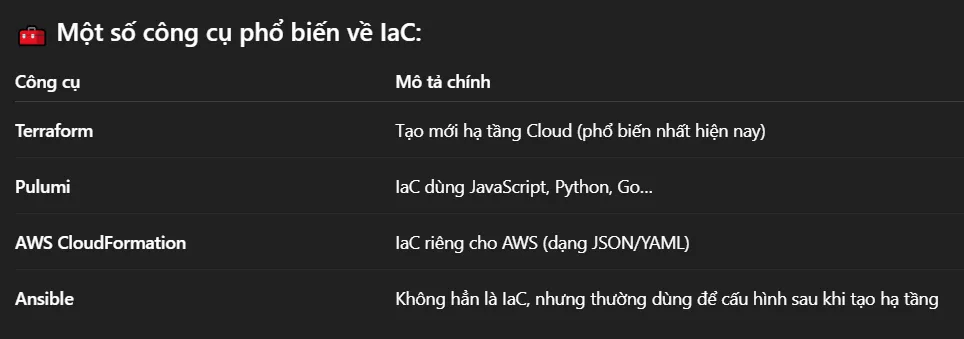 🧰 Một số công cụ phổ biến về IaC:
Công cụ Mô tả chính
Terraform Tạo mới hạ tầng Cloud (phổ biến nhất hiện nay)
Pulumi IaC dùng JavaScript, Python, Go...
AWS CloudFormation IaC riêng cho AWS (dạng JSON/YAML)
Ansible Không hẳn là IaC, nhưng thường dùng để cấu hình sau khi tạo hạ tầng